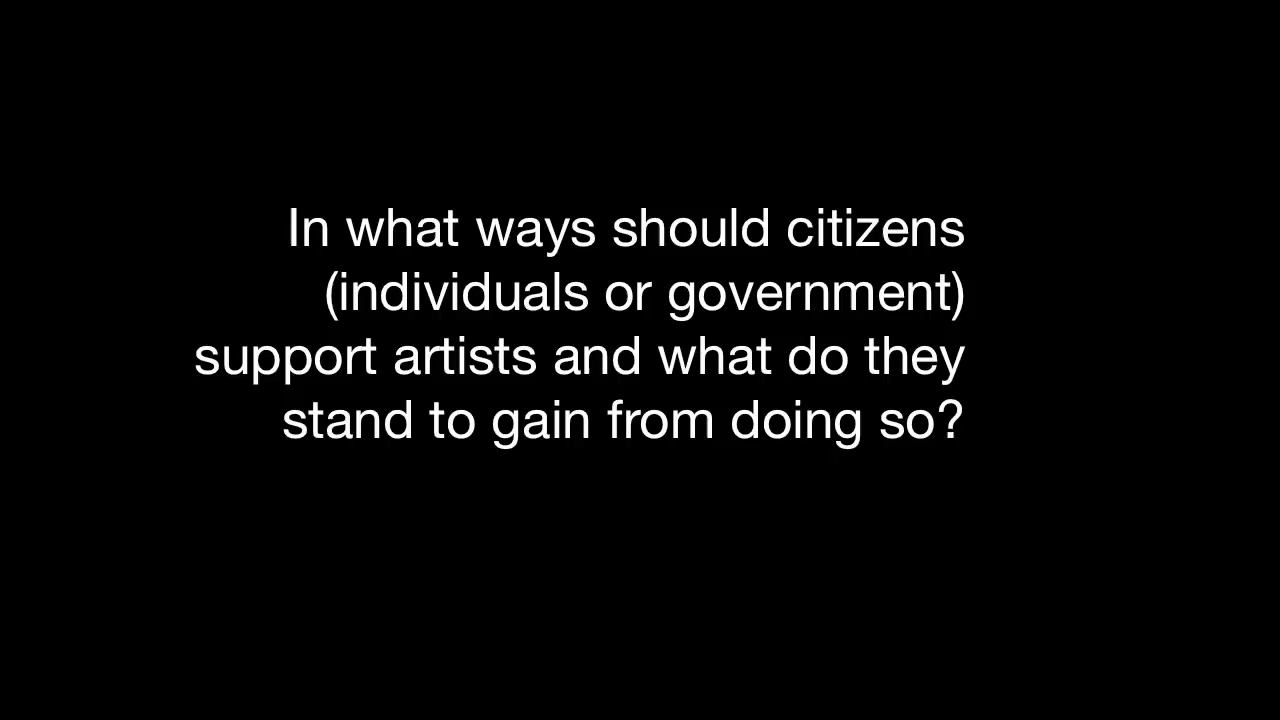 In what ways should citizens
(individuals or government)
support artists and what do they
stand to gain from doing so?